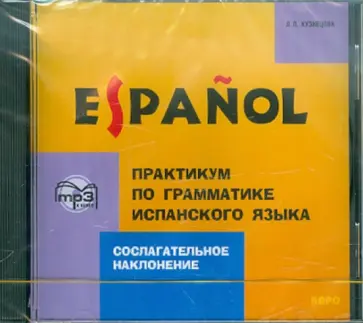 Л. П. КУЗНЕЦОВА
ESPAÑOL
ПРАКТИКУМ
ПО ГРАММАТИКЕ
ИСПАНСКОГО ЯЗЫКА
mp3
СОСЛАГАТЕЛЬНОЕ
НАКЛОНЕНИЕ
КАРО